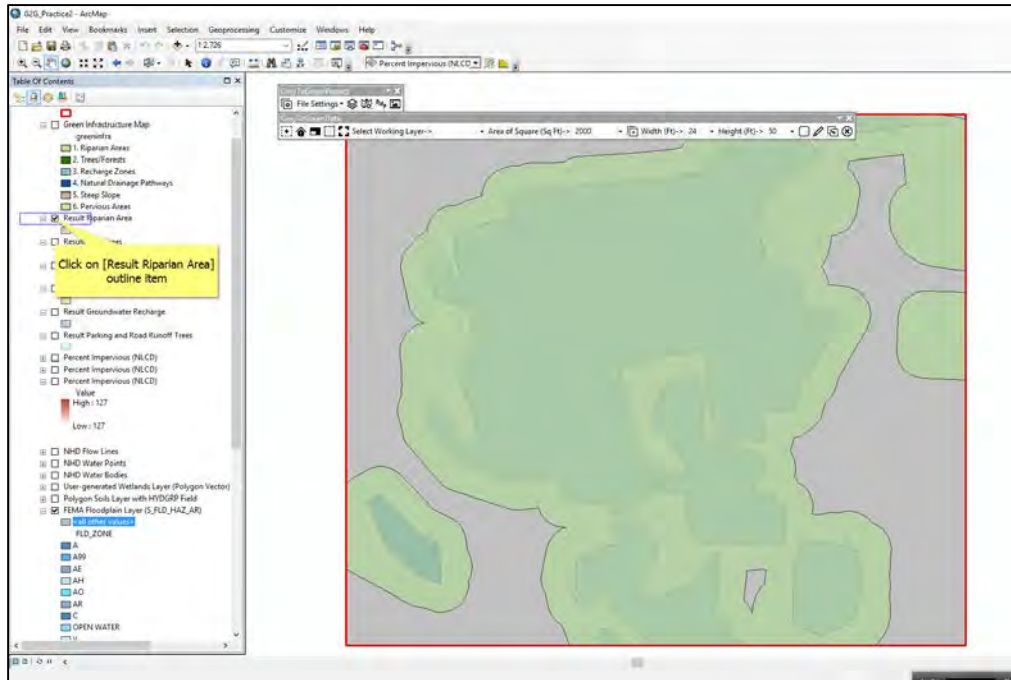 G2G_Practice2 - ArcMap
File Edit View Bookmarks Insert Selection Geoprocessing Customize Windows Help
1:2,726
Percent Impervious (NLCD
Table Of Contents
File Settings
Select Working Layer-> Area of Square (Sq Ft)-> 2000 Width (Ft)-> 24 Height (Ft)-> 50
Green Infrastructure Map
greeninfra
1. Riparian Areas
2. Trees/Forests
3. Recharge Zones
4. Natural Drainage Pathways
5. Steep Slope
6. Pervious Areas
Result Riparian Area
Click on [Result Riparian Area]
outline item
Result Groundwater Recharge
Result Parking and Road Runoff Trees
Percent Impervious (NLCD)
Percent Impervious (NLCD)
Percent Impervious (NLCD)
Value
High : 127
Low : 127
NHD Flow Lines
NHD Water Points
NHD Water Bodies
User-generated Wetlands Layer (Polygon Vector)
Polygon Soils Layer with HYDGRP Field
FEMA Floodplain Layer (S_FLD_HAZ_AR)
<all other values>
FLD_ZONE
A
A99
AE
AH
AO
AR
C
OPEN WATER